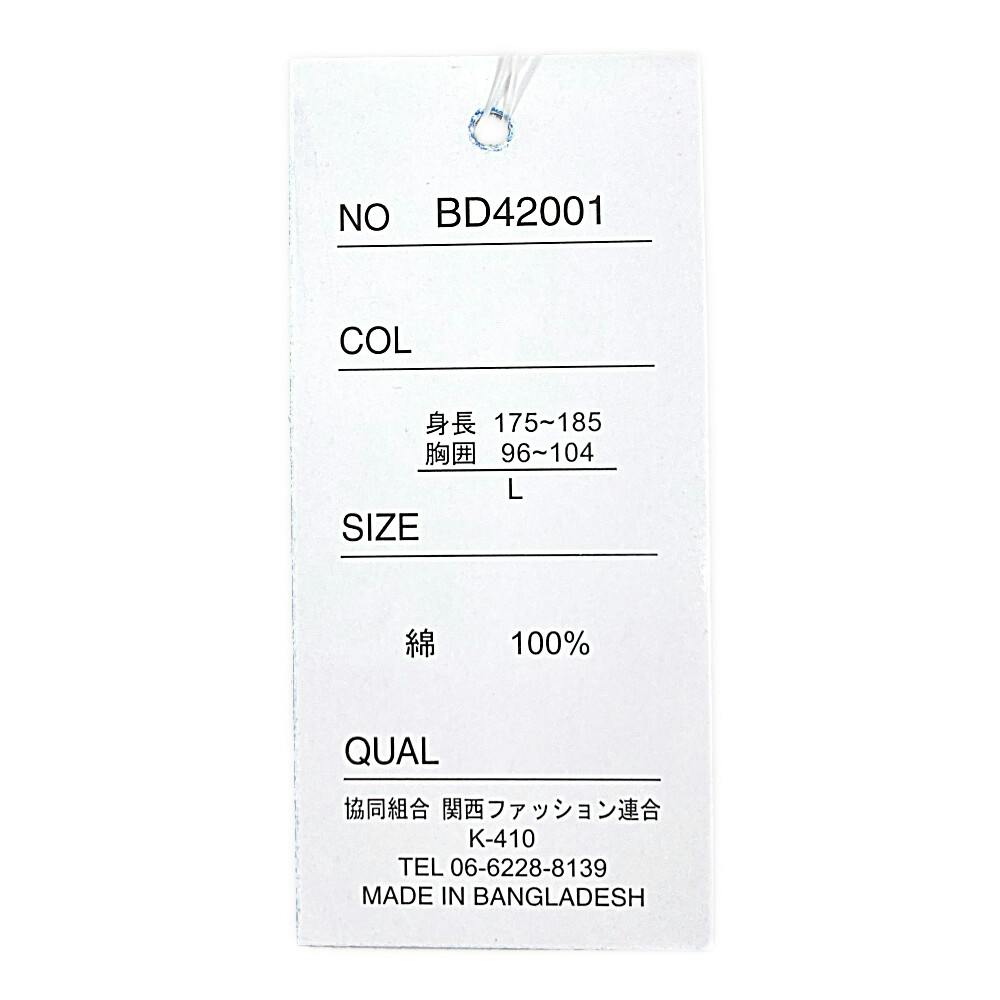 NO BD42001
COL
身長 175~185
胸囲 96~104
L
SIZE
綿 100%
QUAL
協同組合 関西ファッション連合
K-410
TEL 06-6228-8139
MADE IN BANGLADESH